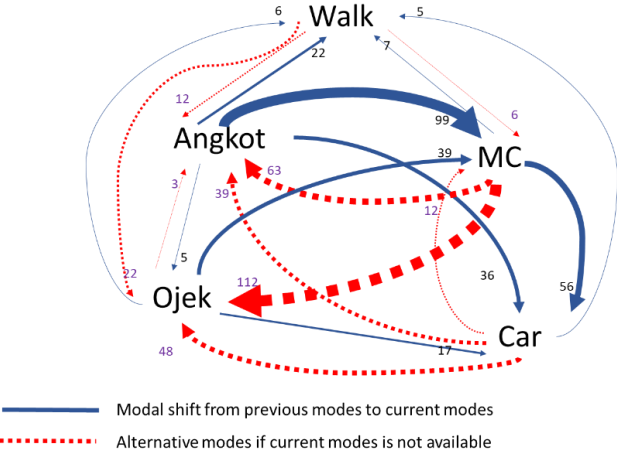 Walk
6
5
22
7
12
6
99
Angkot
MC
39
63
3
39
12
5
22
112
36
56
Ojek
Car
17
48
Modal shift from previous modes to current modes
Alternative modes if current modes is not available